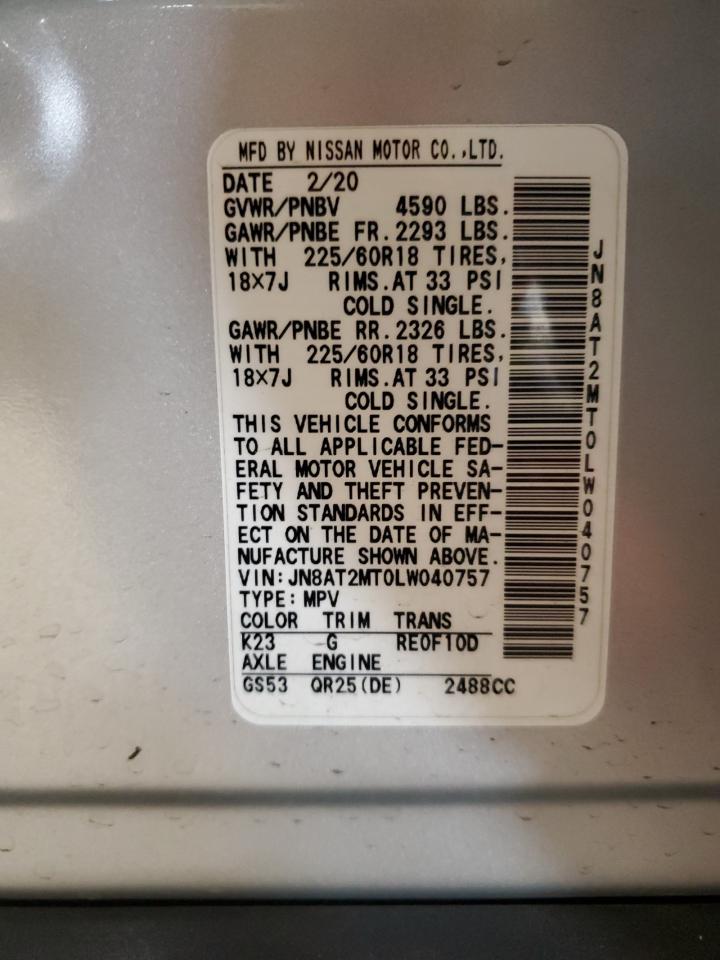 MFD BY NISSAN MOTOR CO.,LTD.
DATE 2/20
GVWR/PNBV 4590 LBS.
GAWR/PNBE FR.2293 LBS.
WITH 225/60R18 TIRES,
18×7J RIMS.AT 33 PSI
COLD SINGLE.
GAWR/PNBE RR.2326 LBS.
WITH 225/60R18 TIRES,
18×7J RIMS.AT 33 PSI
COLD SINGLE.
THIS VEHICLE CONFORMS
TO ALL APPLICABLE FED-
ERAL MOTOR VEHICLE SA-
FETY AND THEFT PREVEN-
TION STANDARDS IN EFF-
ECT ON THE DATE OF MA-
NUFACTURE SHOWN ABOVE.
VIN:JN8AT2MT0LW040757
TYPE:MPV
COLOR TRIM TRANS
K23 G RE0F10D
AXLE ENGINE
GS53 QR25(DE) 2488CC
JN8AT2MT0LW040757